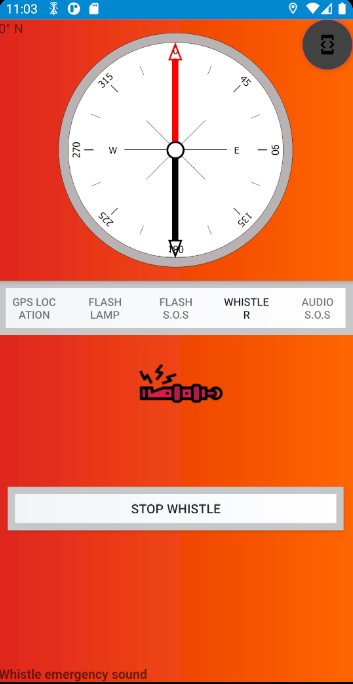 11:03
0° N
0
315
45
270
W
E
90
225
135
180
GPS LOC
ATION
FLASH
LAMP
FLASH
S.O.S
WHISTLE
R
AUDIO
S.O.S
STOP WHISTLE
Whistle emergency sound